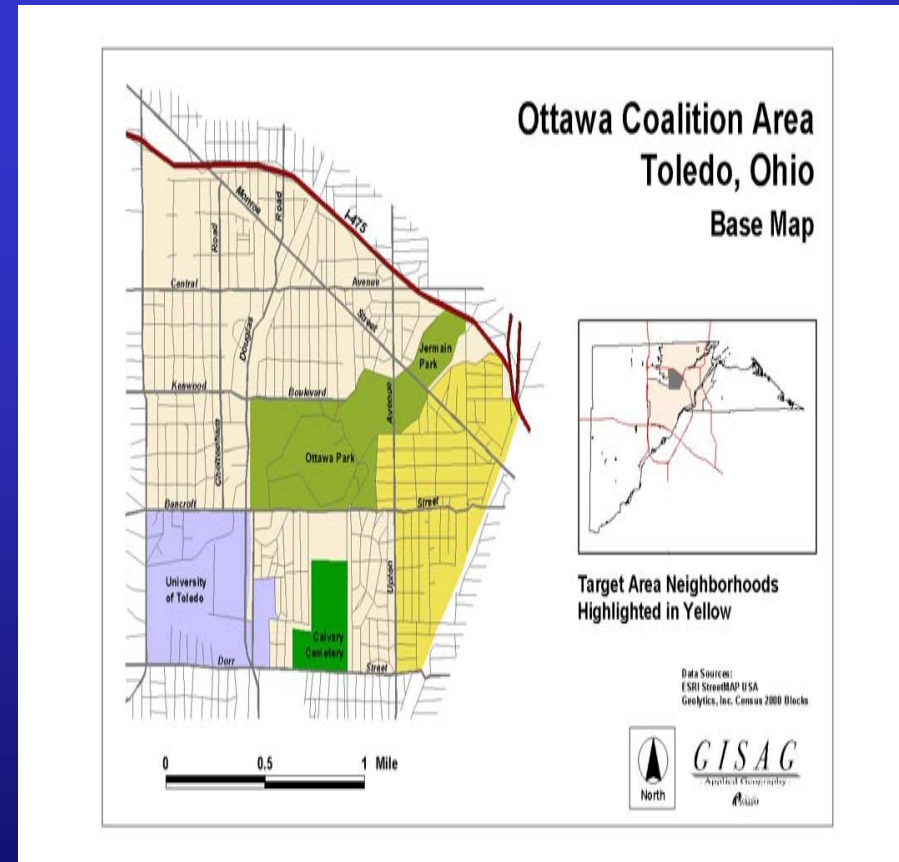 Ottawa Coalition Area
Toledo, Ohio
Base Map
Monroe
Road
Road
I-475
Central
Avenue
Street
Douglas
Jermain
Park
Kenwood
Boulevard
Avenue
Ottawa Park
Bancroft
Street
University
of Toledo
Upton
Calvary
Cemetery
Dorr
Street
Target Area Neighborhoods
Highlighted in Yellow
Data Sources:
ESRI StreetMAP USA
Geolytics, Inc. Census 2000 Blocks
0 0.5 1 Mile
North
GISAG
Applied Geography